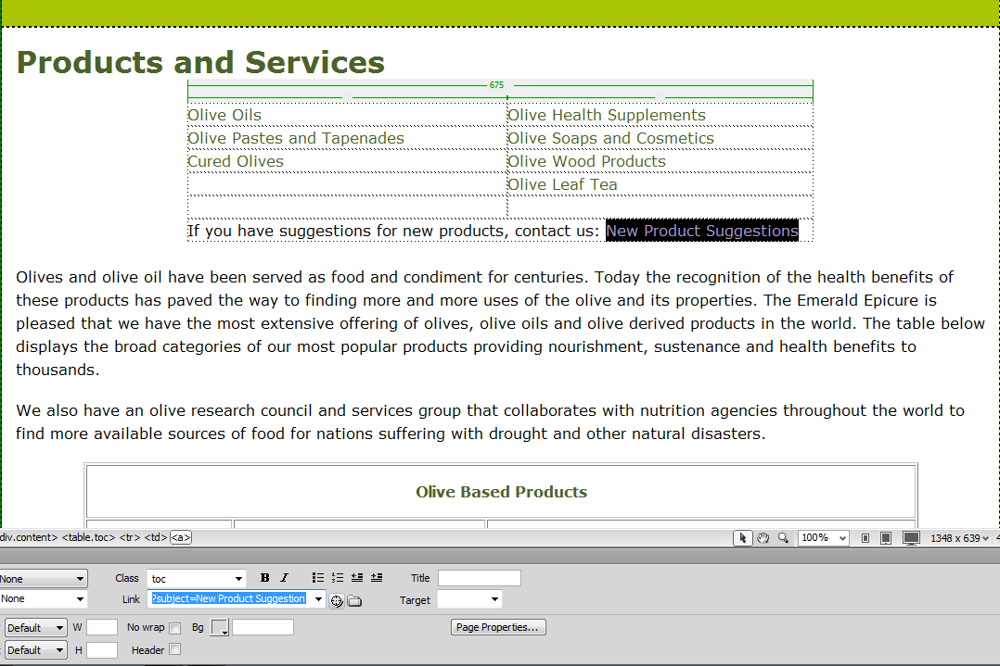 Products and Services
675
Olive Oils Olive Health Supplements
Olive Pastes and Tapenades Olive Soaps and Cosmetics
Cured Olives Olive Wood Products
Olive Leaf Tea
If you have suggestions for new products, contact us: New Product Suggestions
Olives and olive oil have been served as food and condiment for centuries. Today the recognition of the health benefits of
these products has paved the way to finding more and more uses of the olive and its properties. The Emerald Epicure is
pleased that we have the most extensive offering of olives, olive oils and olive derived products in the world. The table below
displays the broad categories of our most popular products providing nourishment, sustenance and health benefits to
thousands.
We also have an olive research council and services group that collaborates with nutrition agencies throughout the world to
find more available sources of food for nations suffering with drought and other natural disasters.
Olive Based Products
div.content> <table.toc> <tr> <td> <a> 100% 1348 x 639
None Class toc B I Title
None Link ?subject=New Product Suggestion Target
Default W No wrap Bg Page Properties...
Default H Header